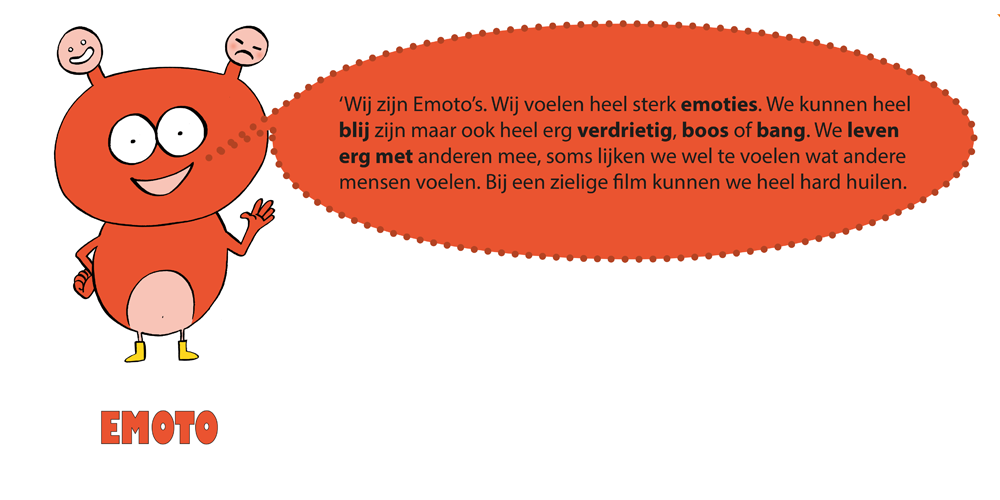 ‘Wij zijn Emoto’s. Wij voelen heel sterk emoties. We kunnen heel
blij zijn maar ook heel erg verdrietig, boos of bang. We leven
erg met anderen mee, soms lijken we wel te voelen wat andere
mensen voelen. Bij een zielige film kunnen we heel hard huilen.
EMOTO